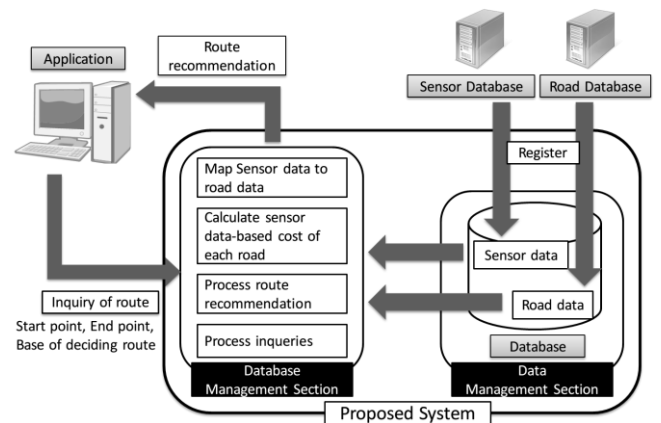 Application
Route
recommendation
Sensor Database
Road Database
Register
Map Sensor data to
road data
Calculate sensor
data-based cost of
each road
Process route
recommendation
Process inqueries
Database
Management Section
Sensor data
Road data
Database
Data
Management Section
Inquiry of route
Start point, End point,
Base of deciding route
Proposed System